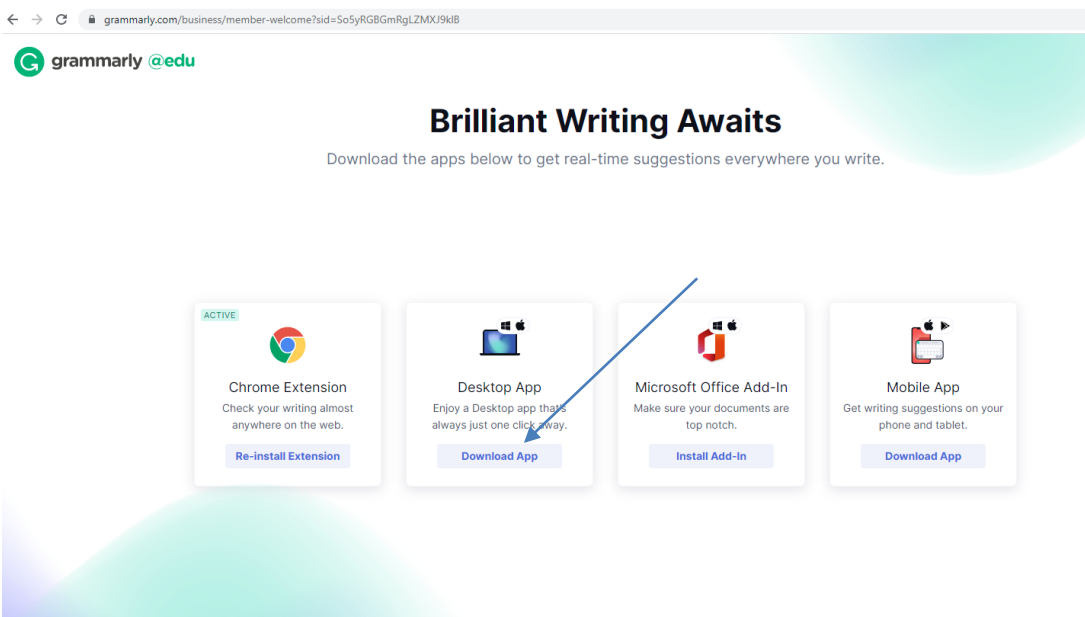 grammarly.com/business/member-welcome?sid=So5yRGBGmRgLZMXJ9klB
grammarly @edu
Brilliant Writing Awaits
Download the apps below to get real-time suggestions everywhere you write.
ACTIVE
Chrome Extension
Check your writing almost
anywhere on the web.
Re-install Extension
Desktop App
Enjoy a Desktop app that's
always just one click away.
Download App
Microsoft Office Add-In
Make sure your documents are
top notch.
Install Add-In
Mobile App
Get writing suggestions on your
phone and tablet.
Download App